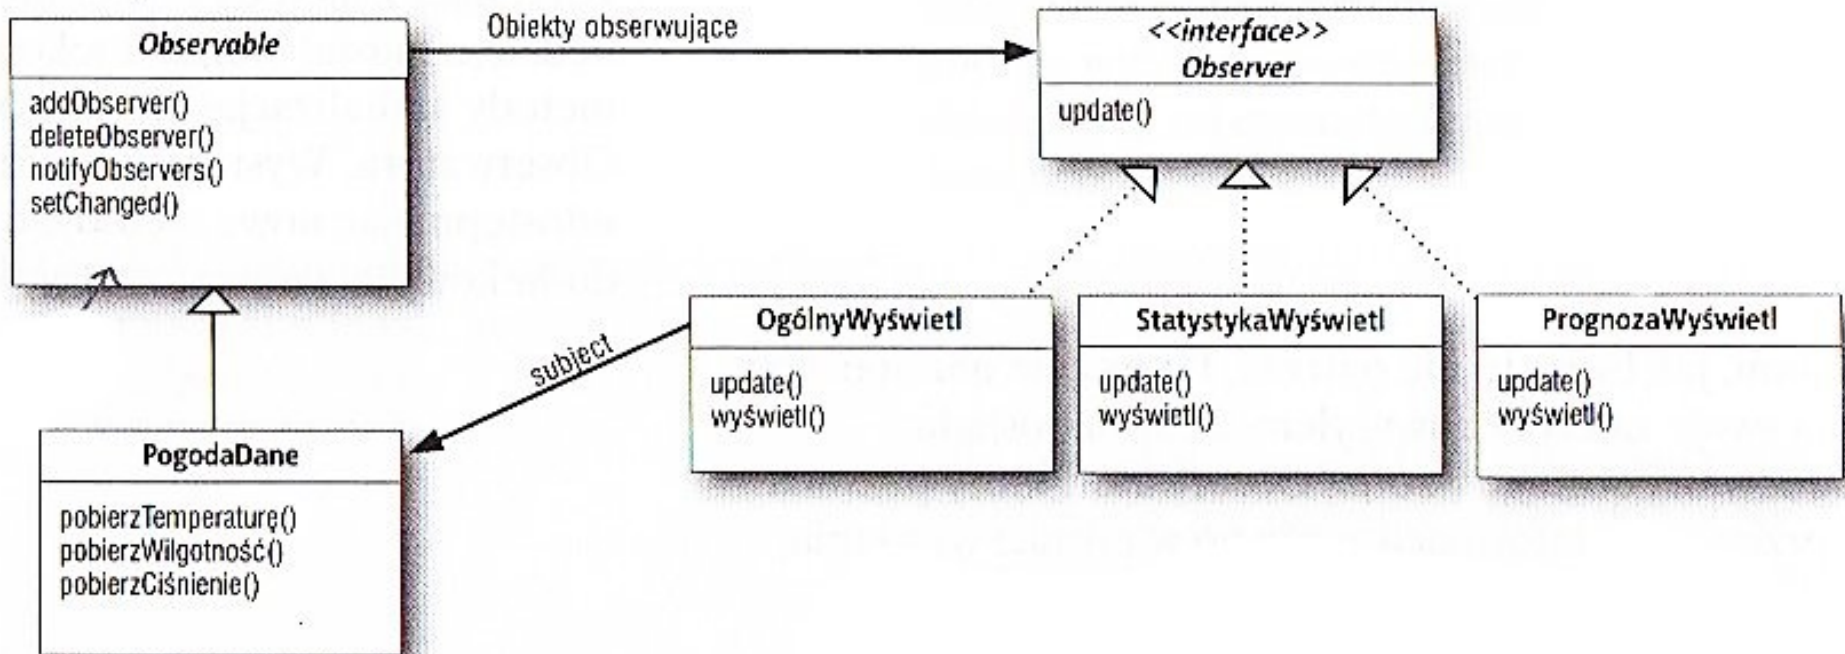 Observable
addObserver()
deleteObserver()
notifyObservers()
setChanged()
Obiekty obserwujące
<<interface>>
Observer
update()
subject
PogodaDane
pobierzTemperaturę()
pobierzWilgotność()
pobierzCiśnienie()
OgólnyWyświetl
update()
wyświetl()
StatystykaWyświetl
update()
wyświetl()
PrognozaWyświetl
update()
wyświetl()